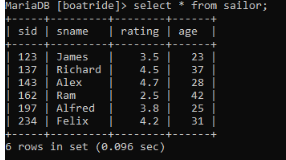 MariaDB [boatride]> select * from sailor;
+-----+---------+--------+-----+
| sid | sname   | rating | age |
+-----+---------+--------+-----+
| 123 | James   |    3.5 |  23 |
| 137 | Richard |    4.5 |  37 |
| 143 | Alex    |    4.7 |  28 |
| 162 | Ram     |    2.5 |  42 |
| 197 | Alfred  |    3.8 |  25 |
| 234 | Felix   |    4.2 |  31 |
+-----+---------+--------+-----+
6 rows in set (0.096 sec)